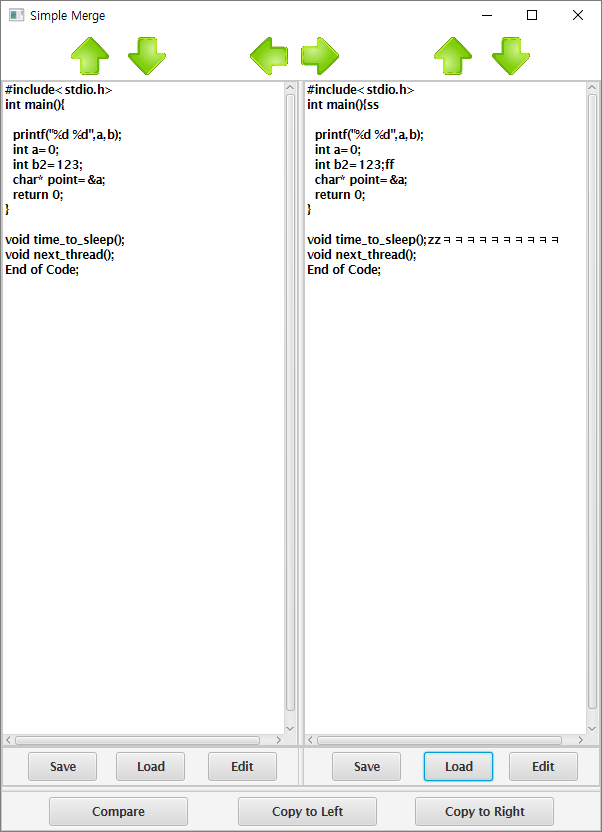 Simple Merge
#include<stdio.h>
int main(){
printf("%d %d",a,b);
int a=0;
int b2=123;
char* point=&a;
return 0;
}
void time_to_sleep();
void next_thread();
End of Code;
#include<stdio.h>
int main(){ss
printf("%d %d",a,b);
int a=0;
int b2=123;ff
char* point=&a;
return 0;
}
void time_to_sleep();zzㅋㅋㅋㅋㅋㅋㅋㅋㅋㅋ
void next_thread();
End of Code;
Save Load Edit
Save Load Edit
Compare Copy to Left Copy to Right